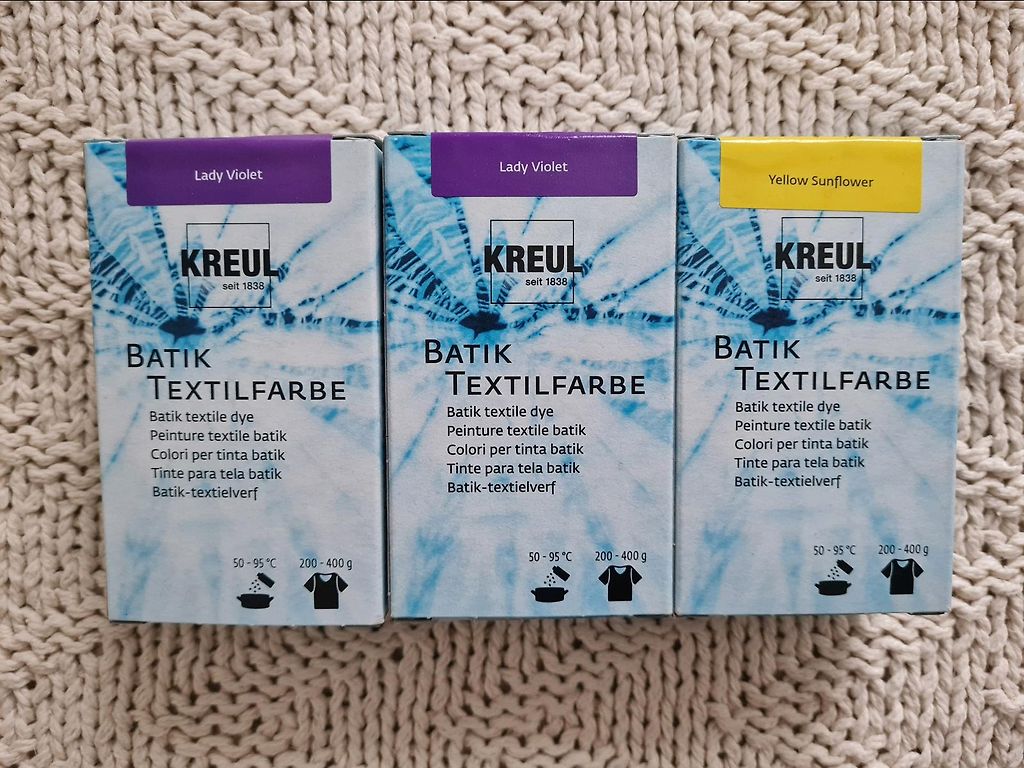 Lady Violet
KREUL
seit 1838
BATIK
TEXTILFARBE
Batik textile dye
Peinture textile batik
Colori per tinta batik
Tinte para tela batik
Batik-textielverf
50 - 95 °C
200 - 400 g
Lady Violet
KREUL
seit 1838
BATIK
TEXTILFARBE
Batik textile dye
Peinture textile batik
Colori per tinta batik
Tinte para tela batik
Batik-textielverf
50 - 95 °C
200 - 400 g
Yellow Sunflower
KREUL
seit 1838
BATIK
TEXTILFARBE
Batik textile dye
Peinture textile batik
Colori per tinta batik
Tinte para tela batik
Batik-textielverf
50 - 95 °C
200 - 400 g